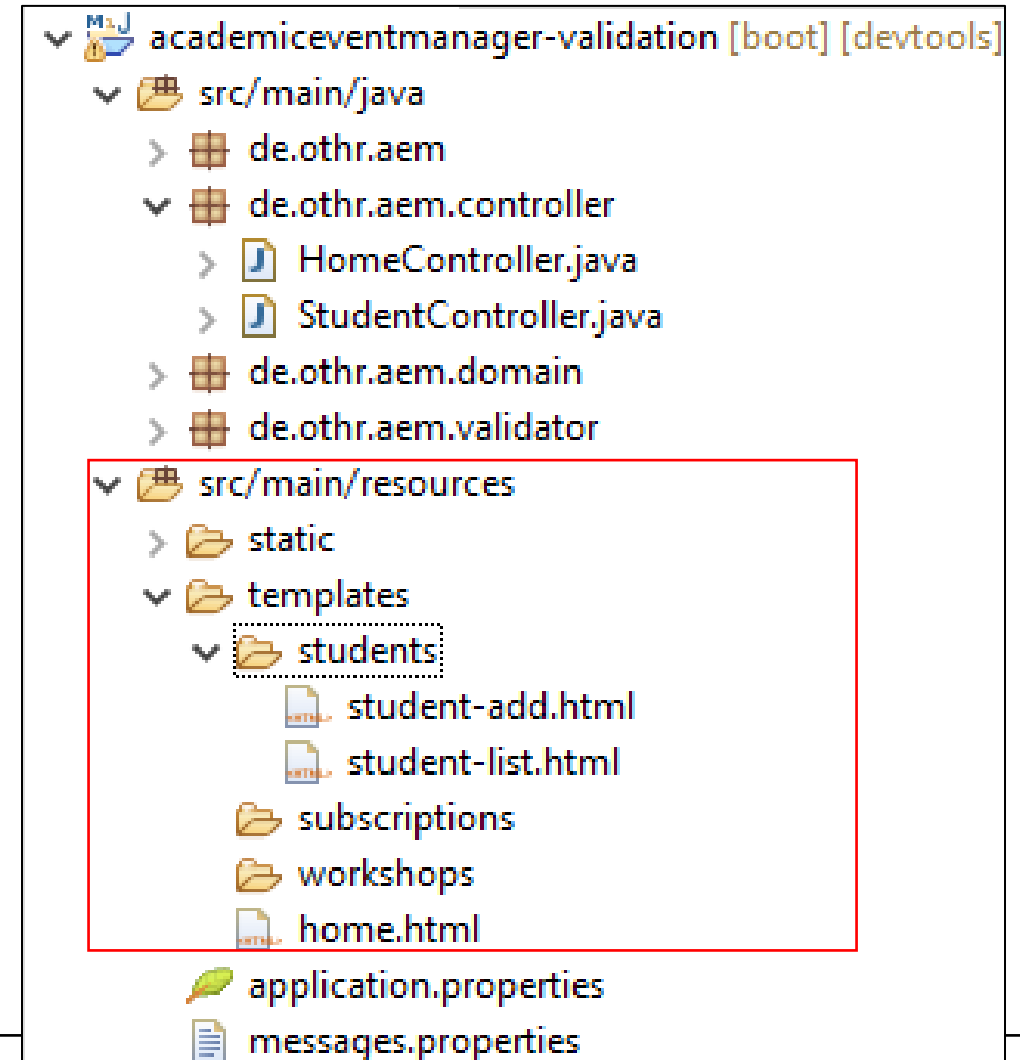 academiceventmanager-validation [boot] [devtools]
src/main/java
de.othr.aem
de.othr.aem.controller
HomeController.java
StudentController.java
de.othr.aem.domain
de.othr.aem.validator
src/main/resources
static
templates
students
student-add.html
student-list.html
subscriptions
workshops
home.html
application.properties
messages.properties